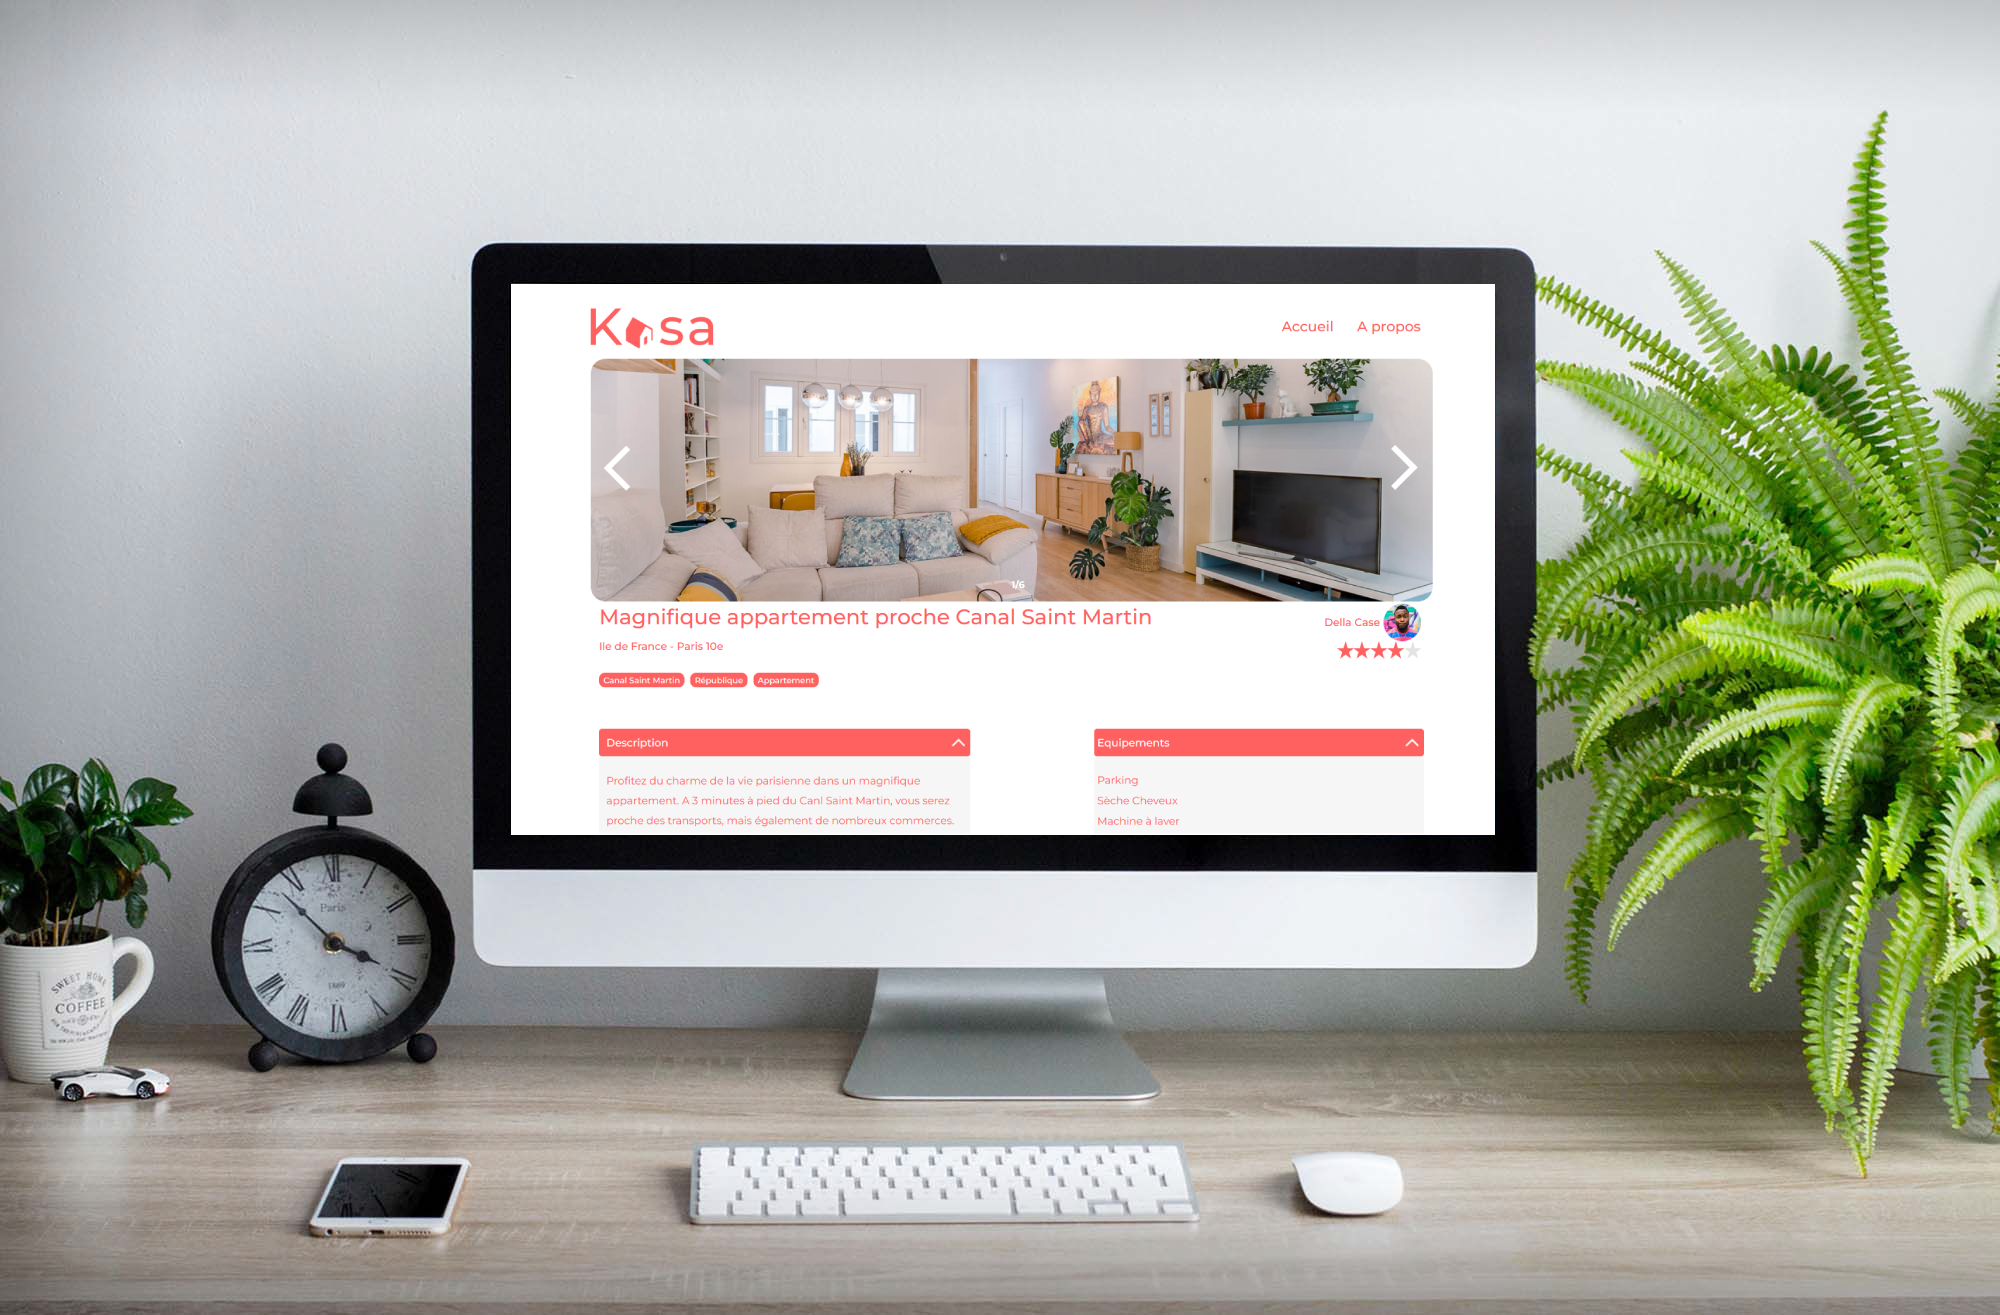 Kasa
Accueil A propos
1/6
Magnifique appartement proche Canal Saint Martin
Della Case
Ile de France - Paris 10e
Canal Saint Martin République Appartement
Description
Profitez du charme de la vie parisienne dans un magnifique
appartement. A 3 minutes à pied du Canl Saint Martin, vous serez
proche des transports, mais également de nombreux commerces.
Equipements
Parking
Sèche Cheveux
Machine à laver
Paris
1869
SWEET HOME
COFFEE